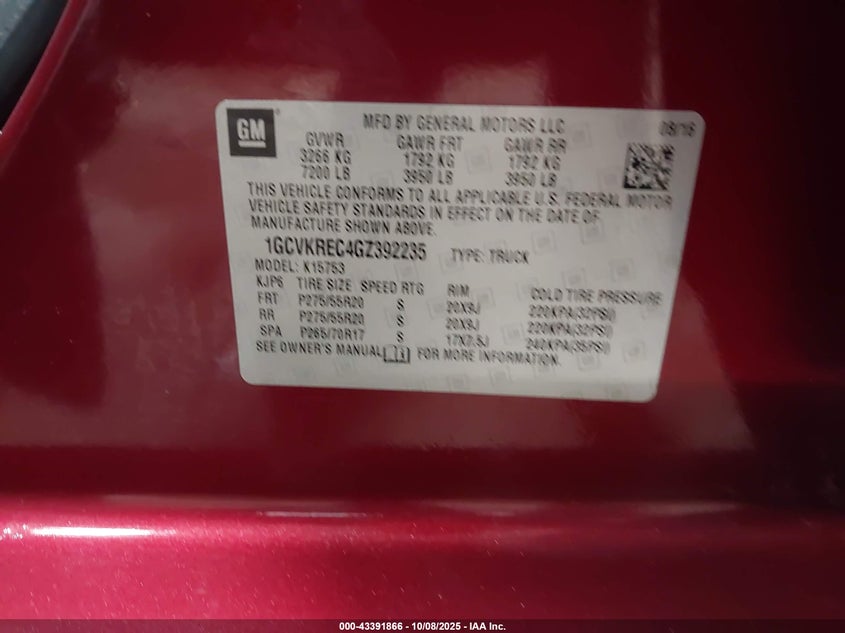 GM
MFD BY GENERAL MOTORS LLC 08/16
GVWR GAWR FRT GAWR RR
3266 KG 1792 KG 1792 KG
7200 LB 3950 LB 3950 LB
THIS VEHICLE CONFORMS TO ALL APPLICABLE U.S. FEDERAL MOTOR
VEHICLE SAFETY STANDARDS IN EFFECT ON THE DATE OF
MANUFACTURE SHOWN ABOVE.
1GCVKREC4GZ392235 TYPE: TRUCK
MODEL: K15753
KJP6 TIRE SIZE SPEED RTG RIM COLD TIRE PRESSURE
FRT P275/55R20 S 20X9J 220KPA(32PSI)
RR P275/55R20 S 20X9J 220KPA(32PSI)
SPA P265/70R17 S 17X7.5J 240KPA(35PSI)
SEE OWNER'S MANUAL FOR MORE INFORMATION.
000-43391866 - 10/08/2025 - IAA Inc.